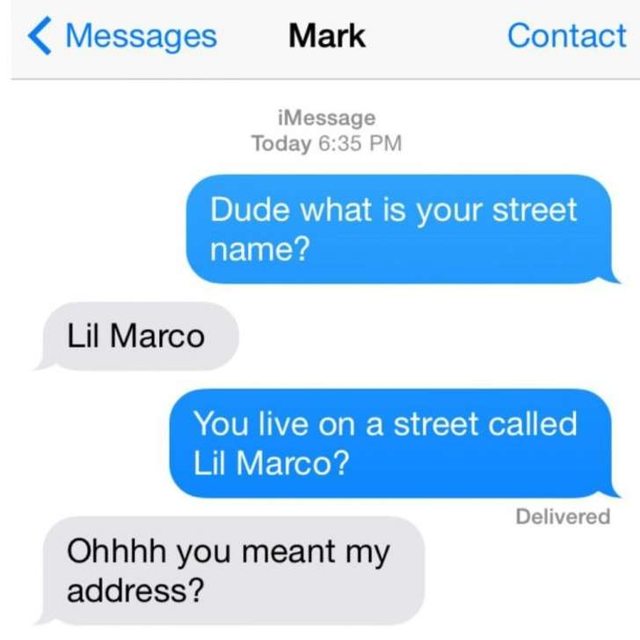 Messages Mark Contact
iMessage
Today 6:35 PM
Dude what is your street
name?
Lil Marco
You live on a street called
Lil Marco?
Delivered
Ohhhh you meant my
address?